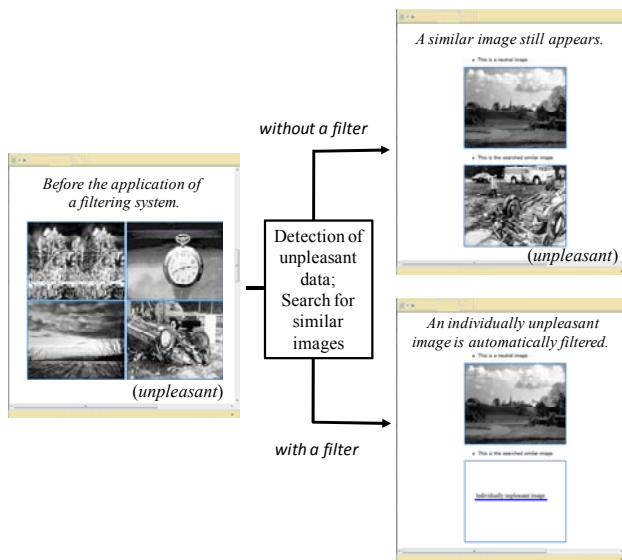 Before the application of
a filtering system.
(unpleasant)
without a filter
Detection of
unpleasant
data;
Search for
similar
images
with a filter
A similar image still appears.
This is a neutral image
This is the searched similar image
(unpleasant)
An individually unpleasant
image is automatically filtered.
This is a neutral image
This is the searched similar image
Individually unpleasant image